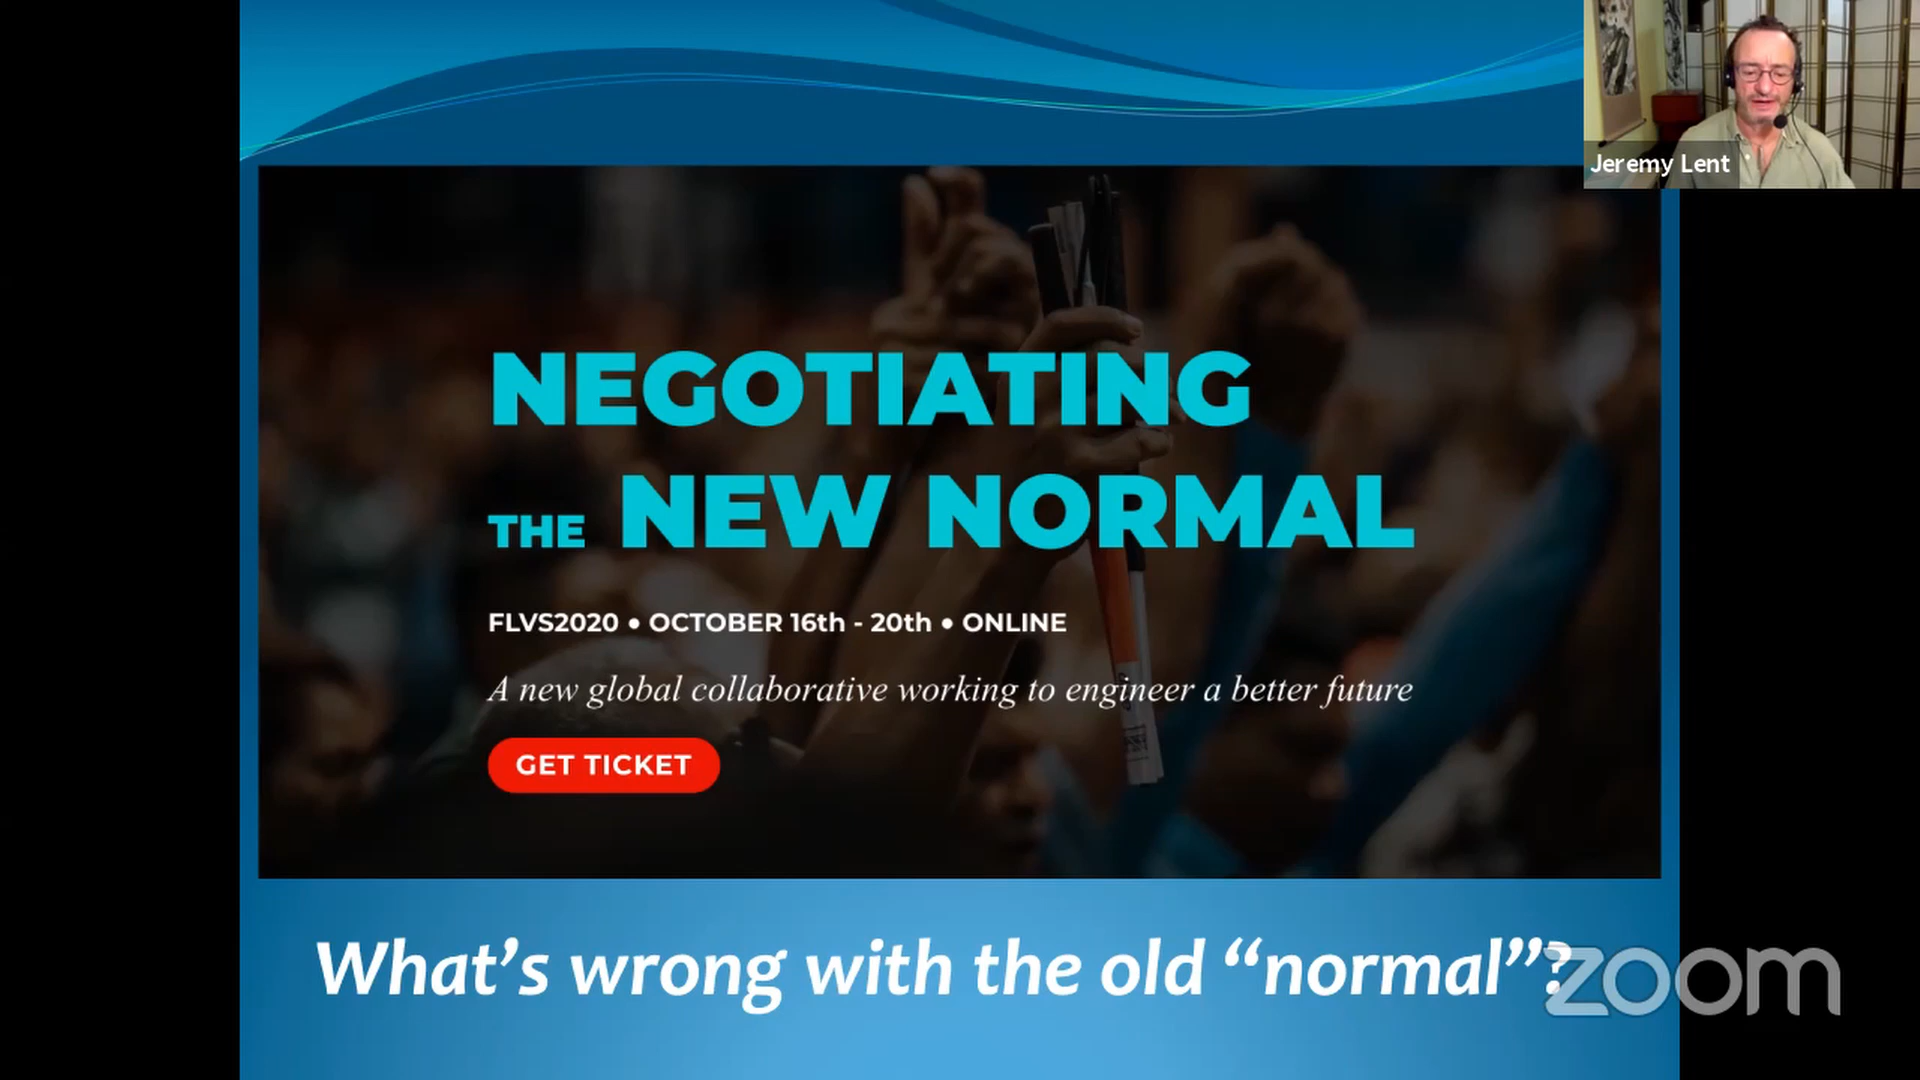 Jeremy Lent
NEGOTIATING
THE NEW NORMAL
FLVS2020 • OCTOBER 16th - 20th • ONLINE
A new global collaborative working to engineer a better future
GET TICKET
What’s wrong with the old “normal”?
zoom